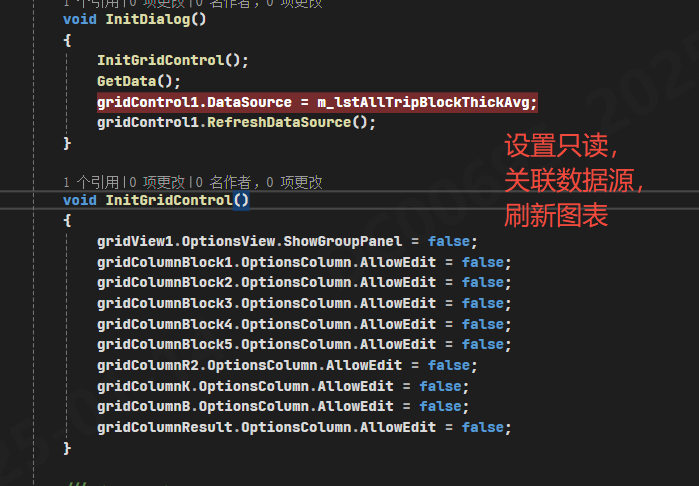 1 个引用 | 0 项更改 | 0 名作者，0 项更改
void InitDialog()
{
InitGridControl();
GetData();
gridControl1.DataSource = m_lstAllTripBlockThickAvg;
gridControl1.RefreshDataSource();
}
设置只读，
关联数据源，
刷新图表
1 个引用 | 0 项更改 | 0 名作者，0 项更改
void InitGridControl()
{
gridView1.OptionsView.ShowGroupPanel = false;
gridColumnBlock1.OptionsColumn.AllowEdit = false;
gridColumnBlock2.OptionsColumn.AllowEdit = false;
gridColumnBlock3.OptionsColumn.AllowEdit = false;
gridColumnBlock4.OptionsColumn.AllowEdit = false;
gridColumnBlock5.OptionsColumn.AllowEdit = false;
gridColumnR2.OptionsColumn.AllowEdit = false;
gridColumnK.OptionsColumn.AllowEdit = false;
gridColumnB.OptionsColumn.AllowEdit = false;
gridColumnResult.OptionsColumn.AllowEdit = false;
}